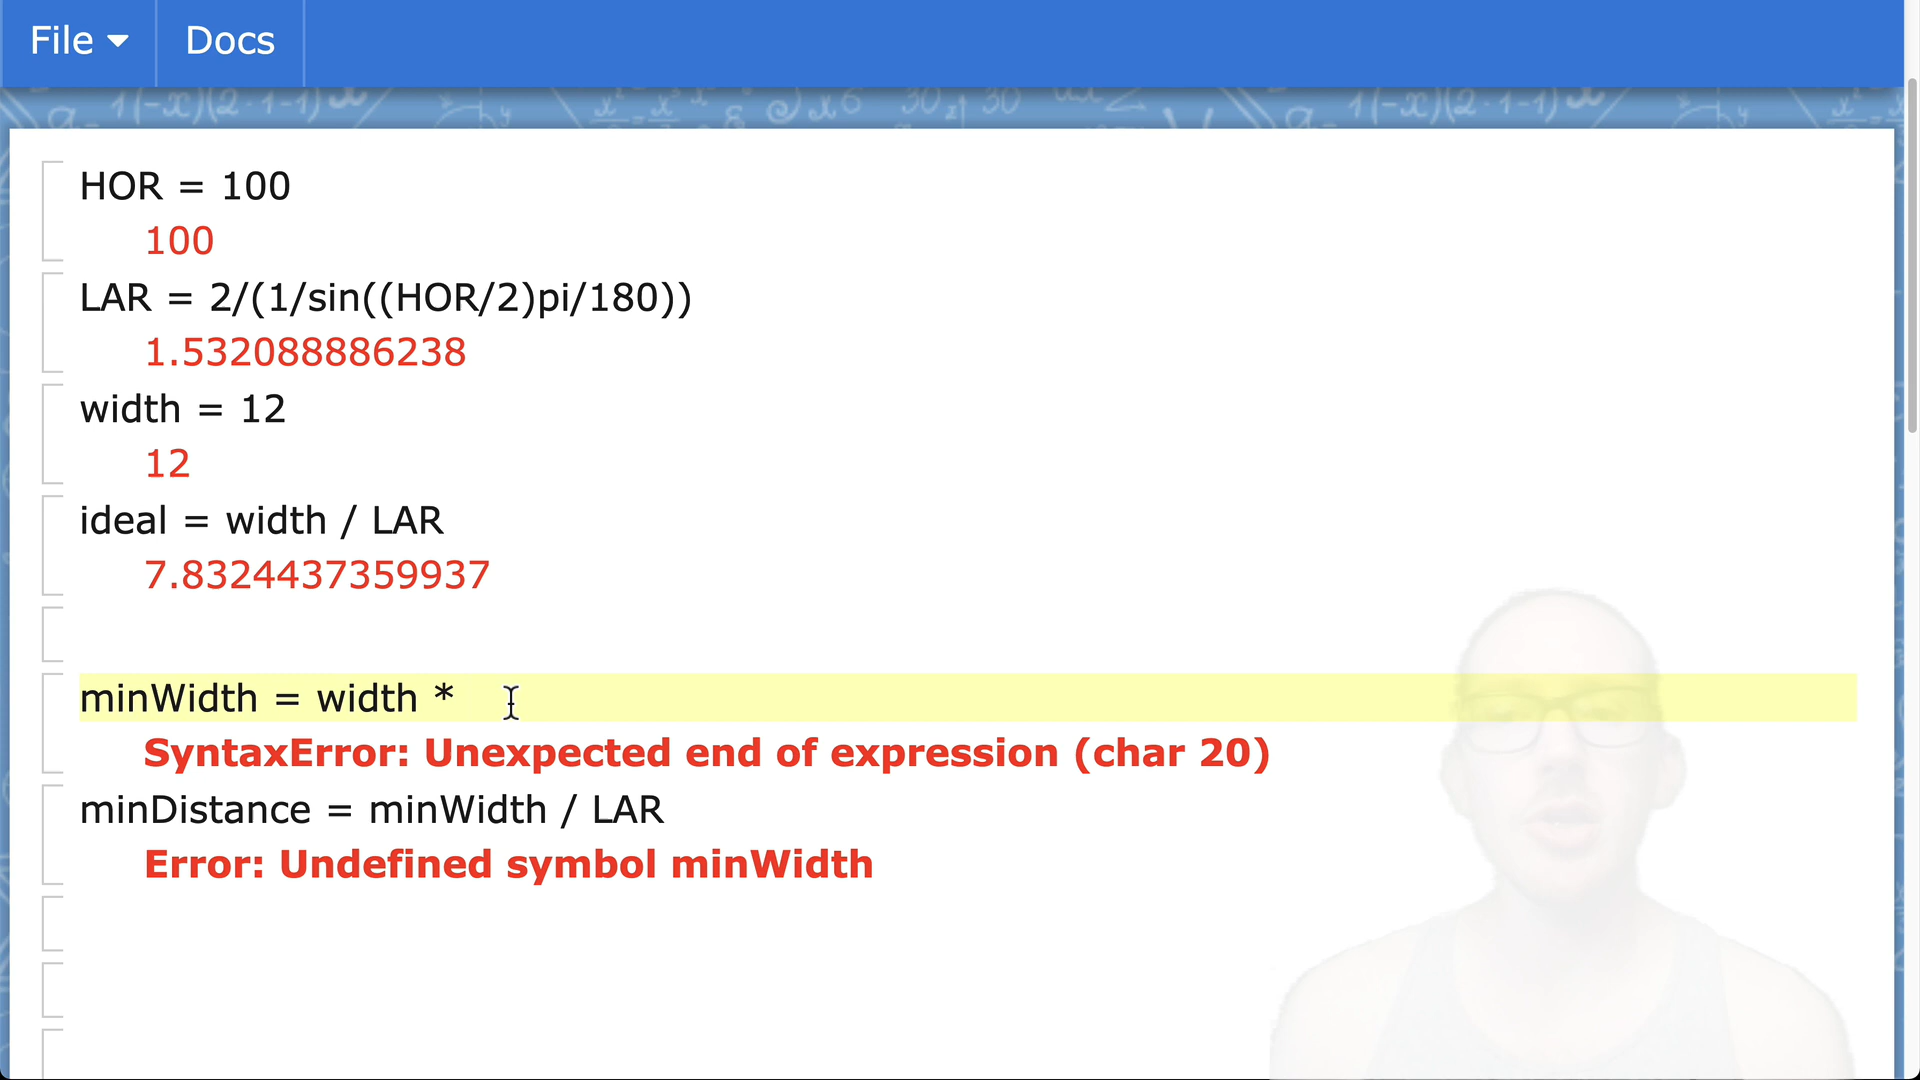 File Docs
HOR = 100
100
LAR = 2/(1/sin((HOR/2)pi/180))
1.532088886238
width = 12
12
ideal = width / LAR
7.8324437359937
minWidth = width *
SyntaxError: Unexpected end of expression (char 20)
minDistance = minWidth / LAR
Error: Undefined symbol minWidth